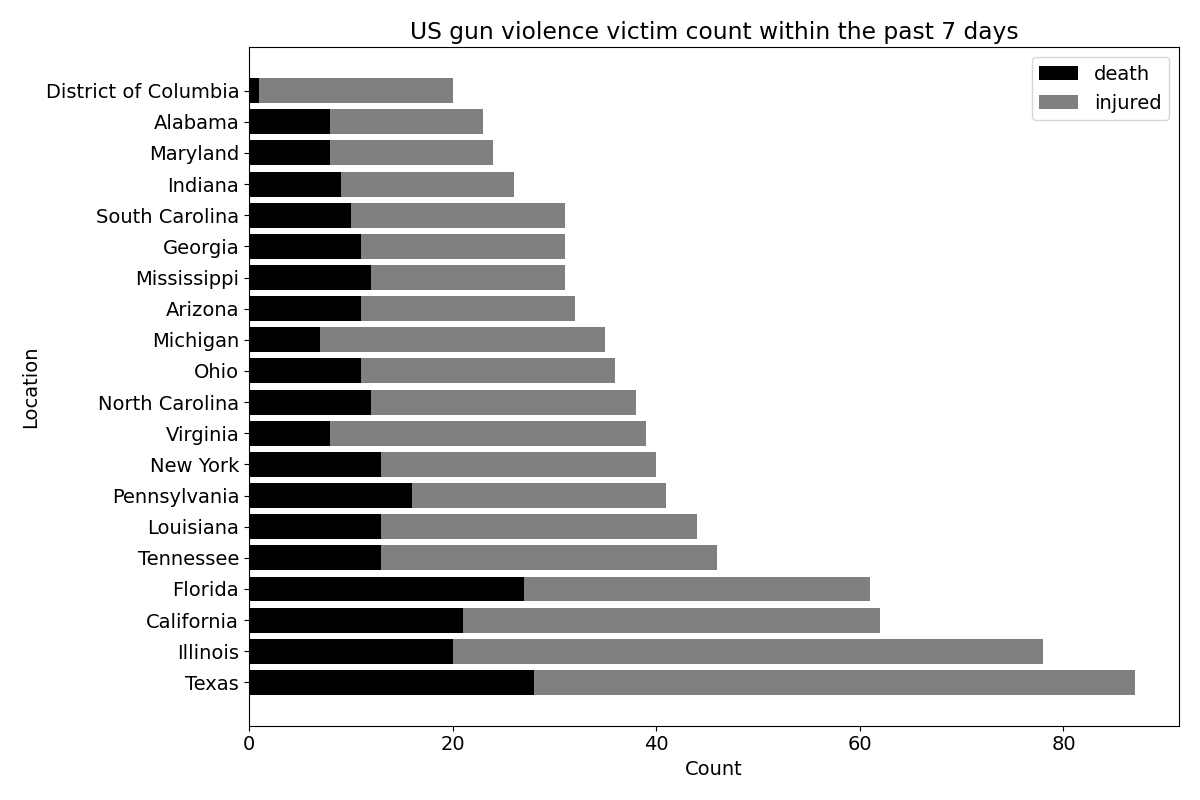 US gun violence victim count within the past 7 days
death
injured
District of Columbia
Alabama
Maryland
Indiana
South Carolina
Georgia
Mississippi
Arizona
Michigan
Ohio
North Carolina
Virginia
New York
Pennsylvania
Louisiana
Tennessee
Florida
California
Illinois
Texas
Location
0 20 40 60 80
Count